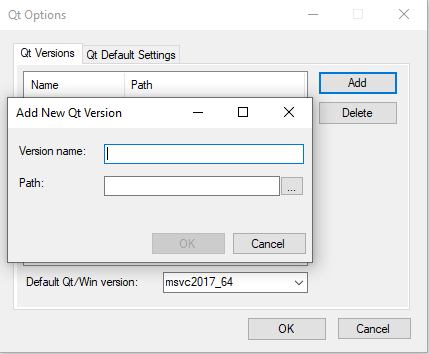 Qt Options
Qt Versions
Qt Default Settings
Name
Path
Add
Delete
Add New Qt Version
Version name:
Path:
...
OK
Cancel
Default Qt/Win version:
msvc2017_64
OK
Cancel